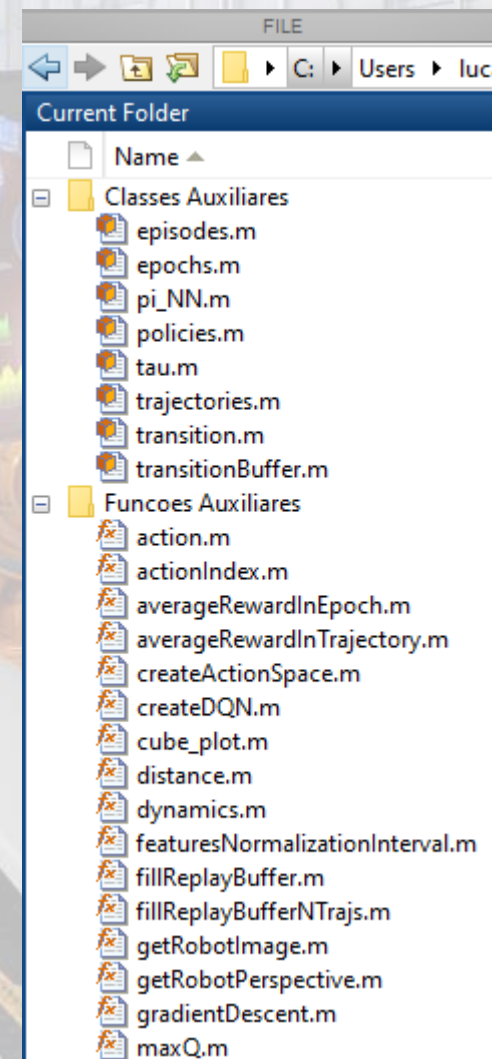 FILE
C: Users luc
Current Folder
Name
Classes Auxiliares
episodes.m
epochs.m
pi_NN.m
policies.m
tau.m
trajectories.m
transition.m
transitionBuffer.m
Funcoes Auxiliares
action.m
actionIndex.m
averageRewardInEpoch.m
averageRewardInTrajectory.m
createActionSpace.m
createDQN.m
cube_plot.m
distance.m
dynamics.m
featuresNormalizationInterval.m
fillReplayBuffer.m
fillReplayBufferNTrajs.m
getRobotImage.m
getRobotPerspective.m
gradientDescent.m
maxQ.m